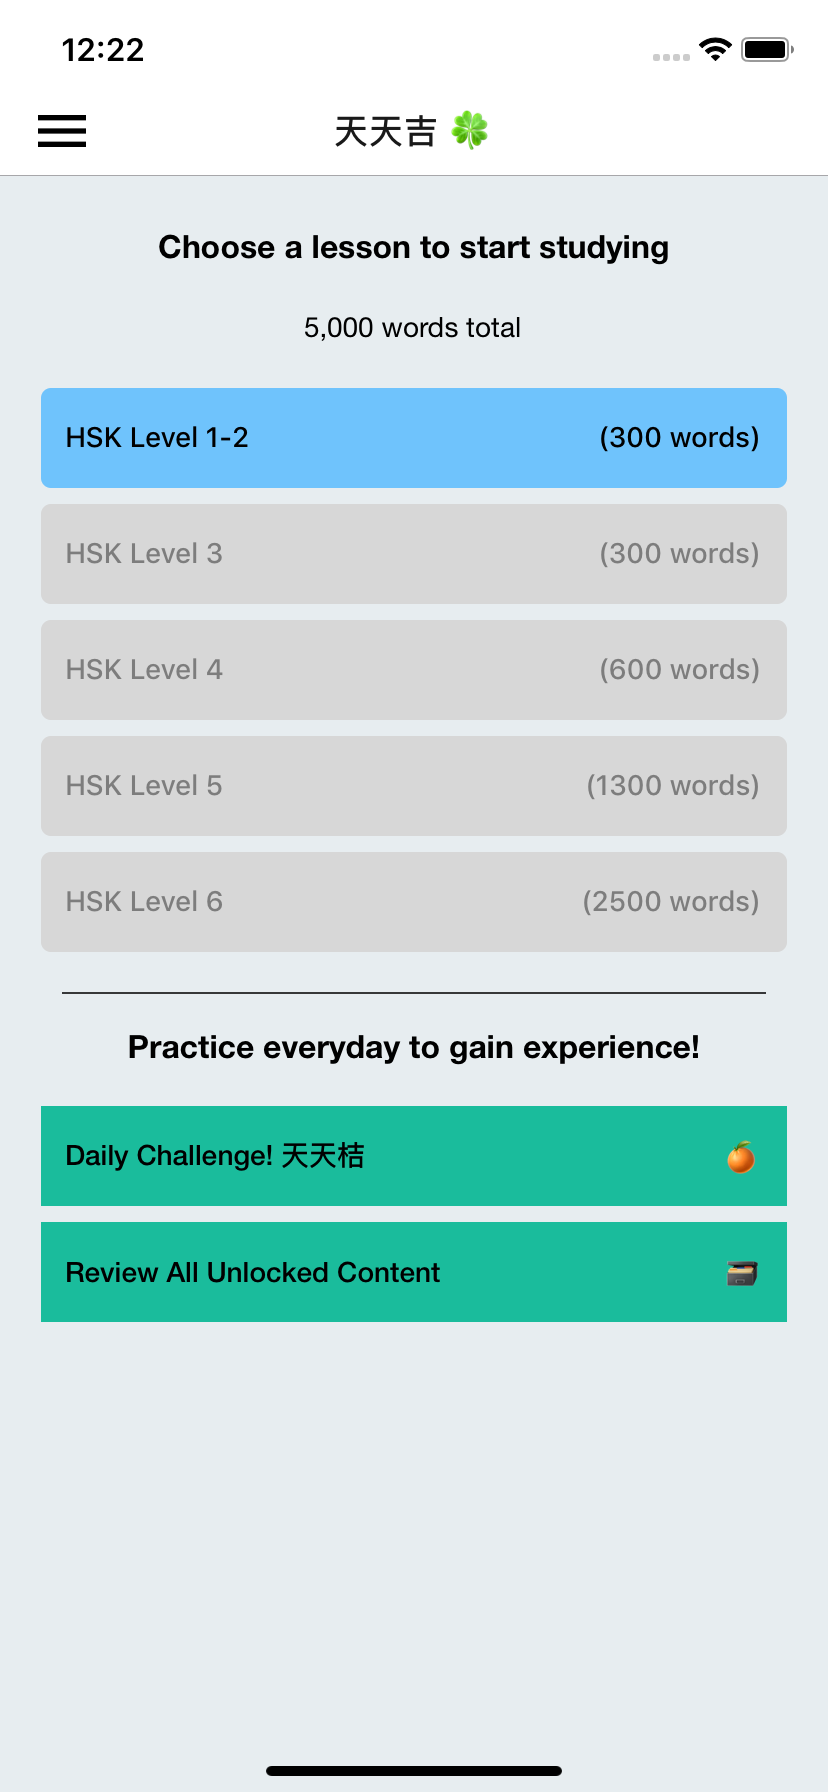 12:22
天天吉 🍀
Choose a lesson to start studying
5,000 words total
HSK Level 1-2 (300 words)
HSK Level 3 (300 words)
HSK Level 4 (600 words)
HSK Level 5 (1300 words)
HSK Level 6 (2500 words)
Practice everyday to gain experience!
Daily Challenge! 天天桔 🍊
Review All Unlocked Content 🗃️